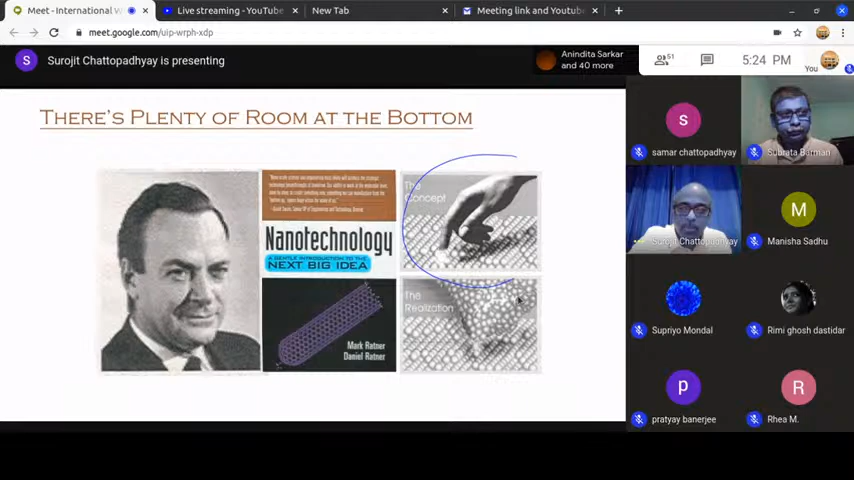 Meet - International W
Live streaming - YouTube
New Tab
Meeting link and Youtube
meet.google.com/uip-wrph-xdp
S
Surojit Chattopadhyay is presenting
Anindita Sarkar
and 40 more
51
5:24 PM
You
THERE'S PLENTY OF ROOM AT THE BOTTOM
Nanotechnology
A GENTLE INTRODUCTION TO THE
NEXT BIG IDEA
Mark Ratner
Daniel Ratner
The
Concept
The
Realization
S
samar chattopadhyay
Subrata Barman
Surojit Chattopadhyay
M
Manisha Sadhu
Supriyo Mondal
Rimi ghosh dastidar
p
pratyay banerjee
R
Rhea M.